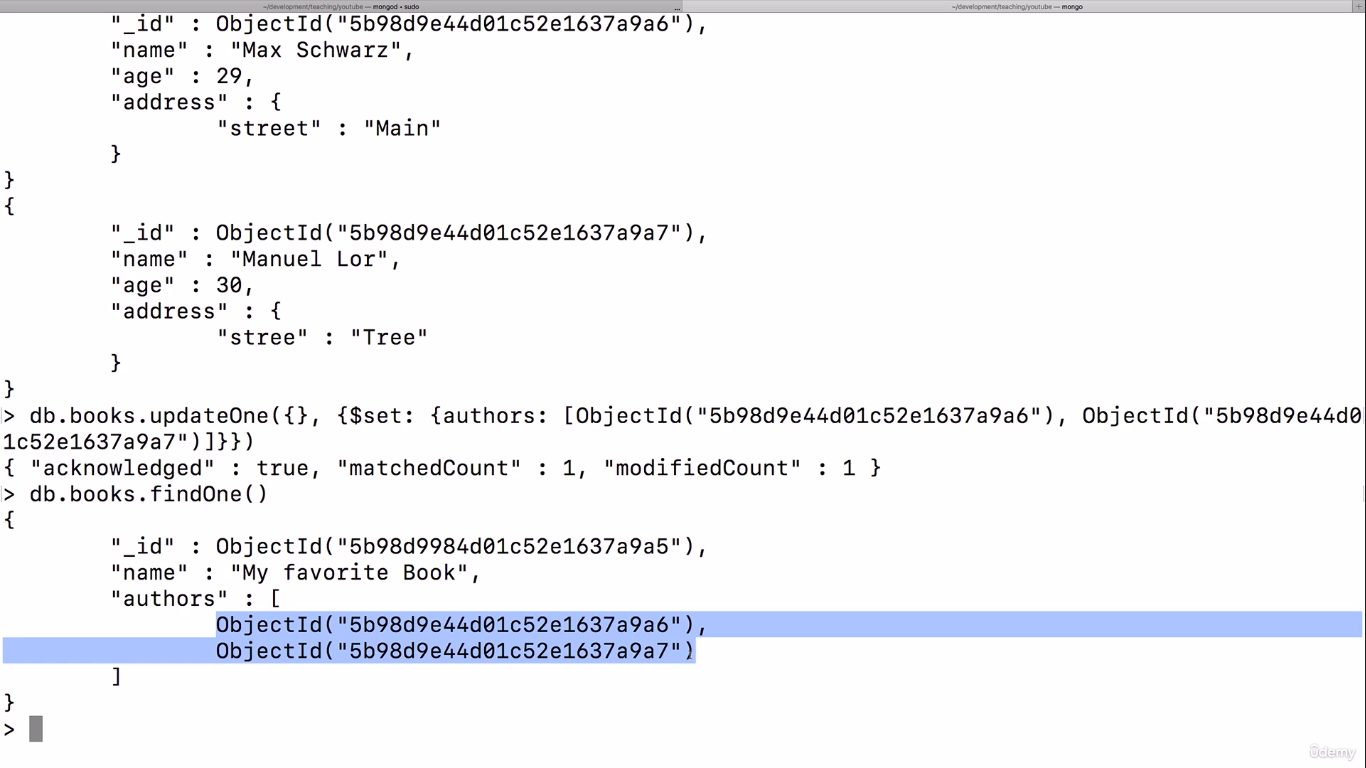 ~/development/teaching/youtube — mongod • sudo ... ~/development/teaching/youtube — mongo +
"_id" : ObjectId("5b98d9e44d01c52e1637a9a6"),
"name" : "Max Schwarz",
"age" : 29,
"address" : {
"street" : "Main"
}
}
{
"_id" : ObjectId("5b98d9e44d01c52e1637a9a7"),
"name" : "Manuel Lor",
"age" : 30,
"address" : {
"stree" : "Tree"
}
}
> db.books.updateOne({}, {$set: {authors: [ObjectId("5b98d9e44d01c52e1637a9a6"), ObjectId("5b98d9e44d0
1c52e1637a9a7")]}})
{ "acknowledged" : true, "matchedCount" : 1, "modifiedCount" : 1 }
> db.books.findOne()
{
"_id" : ObjectId("5b98d9984d01c52e1637a9a5"),
"name" : "My favorite Book",
"authors" : [
ObjectId("5b98d9e44d01c52e1637a9a6"),
ObjectId("5b98d9e44d01c52e1637a9a7")
]
}
>
ûdemy